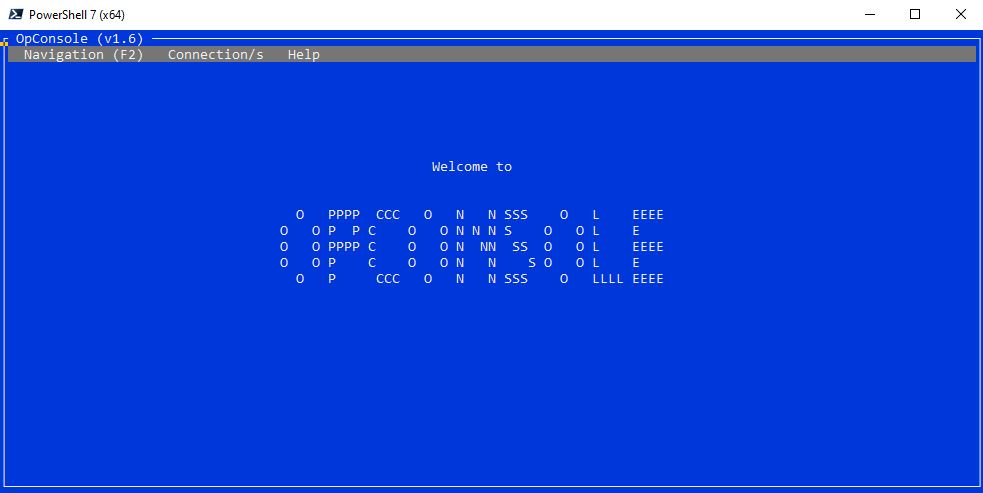 PowerShell 7 (x64)
OpConsole (v1.6)
Navigation (F2) Connection/s Help
Welcome to
  O   PPPP  CCC   O   N   N SSS    O   L    EEEE
O   O P  P C    O   O N N N S    O   O L    E
O   O PPPP C    O   O N  NN  SS  O   O L    EEEE
O   O P    C    O   O N   N    S O   O L    E
  O   P     CCC   O   N   N SSS    O   LLLL EEEE